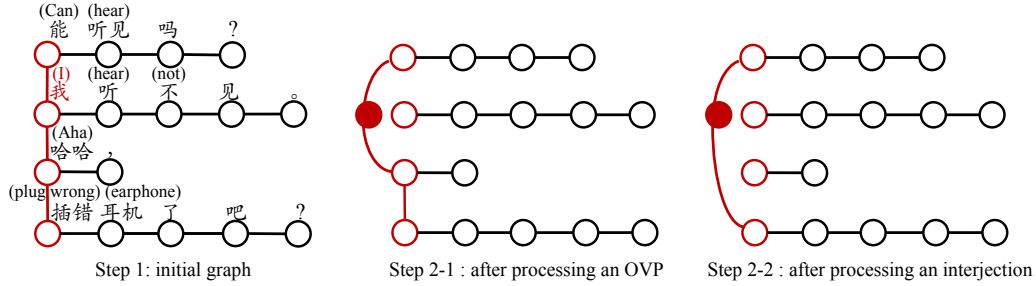 (Can) (hear)
能 听见 吗 ?
(I) (hear) (not)
我 听 不 见 。
(Aha)
哈哈 ,
(plug wrong) (earphone)
插错 耳机 了 吧 ?
Step 1: initial graph
Step 2-1 : after processing an OVP
Step 2-2 : after processing an interjection